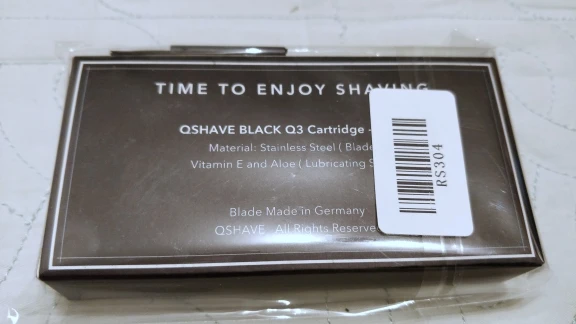 TIME TO ENJOY SHAVING
QSHAVE BLACK Q3 Cartridge -
Material: Stainless Steel ( Blade
Vitamin E and Aloe ( Lubricating S
Blade Made in Germany
QSHAVE All Rights Reserve
RS304